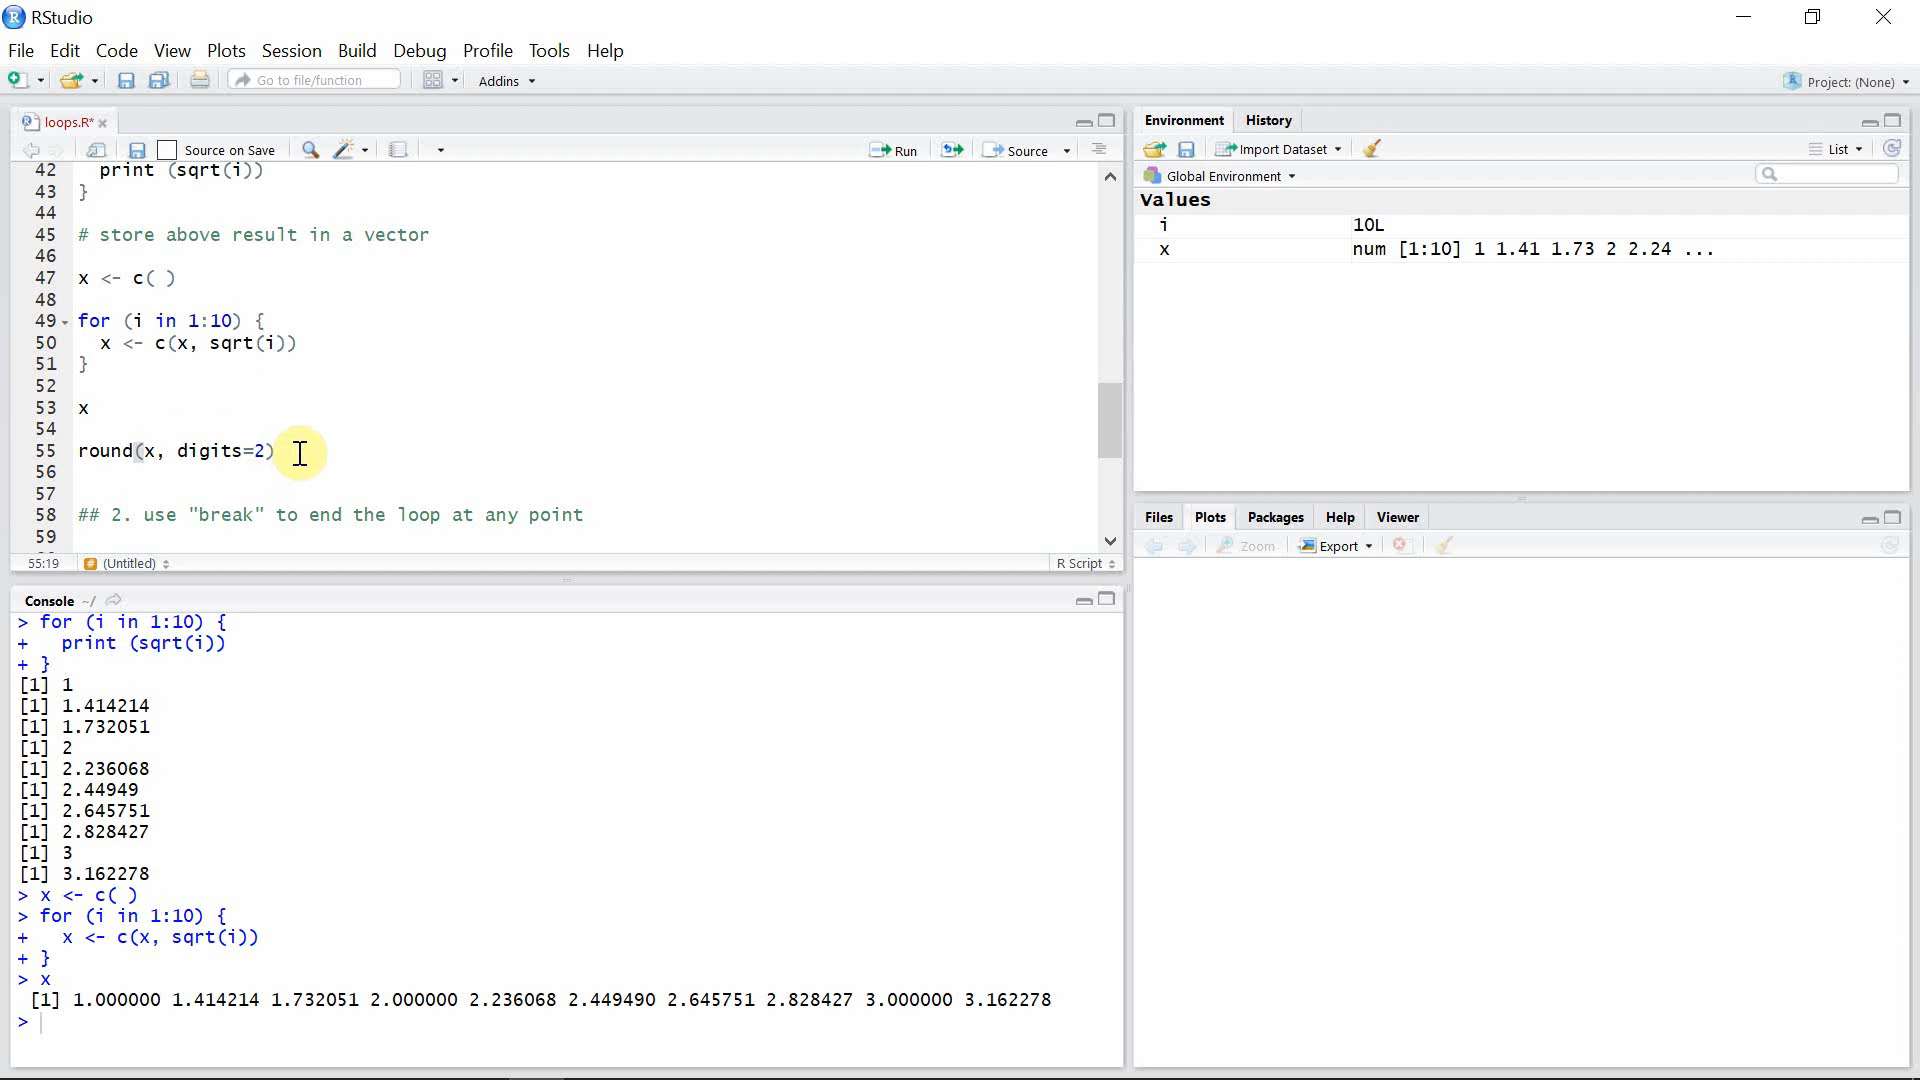 RStudio
File Edit Code View Plots Session Build Debug Profile Tools Help
Go to file/function Addins Project: (None)
loops.R*
Source on Save Run Source
42 print (sqrt(i))
43 }
44
45 # store above result in a vector
46
47 x <- c( )
48
49 for (i in 1:10) {
50 x <- c(x, sqrt(i))
51 }
52
53 x
54
55 round(x, digits=2)
56
57
58 ## 2. use "break" to end the loop at any point
59
55:19 (Untitled) R Script
Console ~/
> for (i in 1:10) {
+ print (sqrt(i))
+ }
[1] 1
[1] 1.414214
[1] 1.732051
[1] 2
[1] 2.236068
[1] 2.44949
[1] 2.645751
[1] 2.828427
[1] 3
[1] 3.162278
> x <- c( )
> for (i in 1:10) {
+ x <- c(x, sqrt(i))
+ }
> x
[1] 1.000000 1.414214 1.732051 2.000000 2.236068 2.449490 2.645751 2.828427 3.000000 3.162278
>
Environment History
Import Dataset List
Global Environment
Values
i 10L
x num [1:10] 1 1.41 1.73 2 2.24 ...
Files Plots Packages Help Viewer
Zoom Export